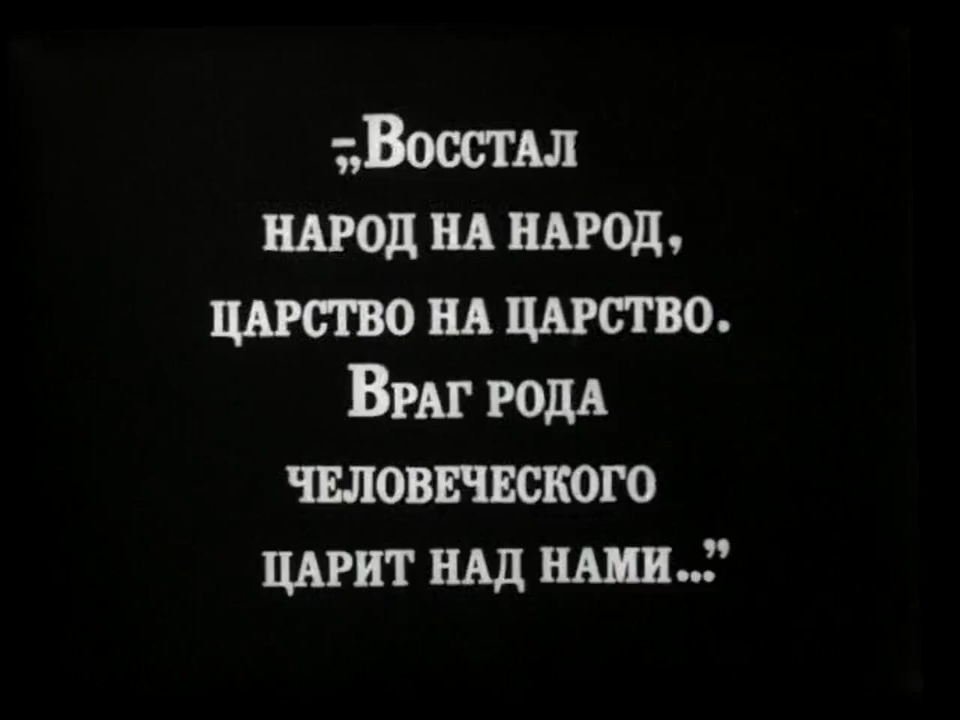 -„Восстал
народ на народ,
царство на царство.
Враг рода
человеческого
царит над нами...”